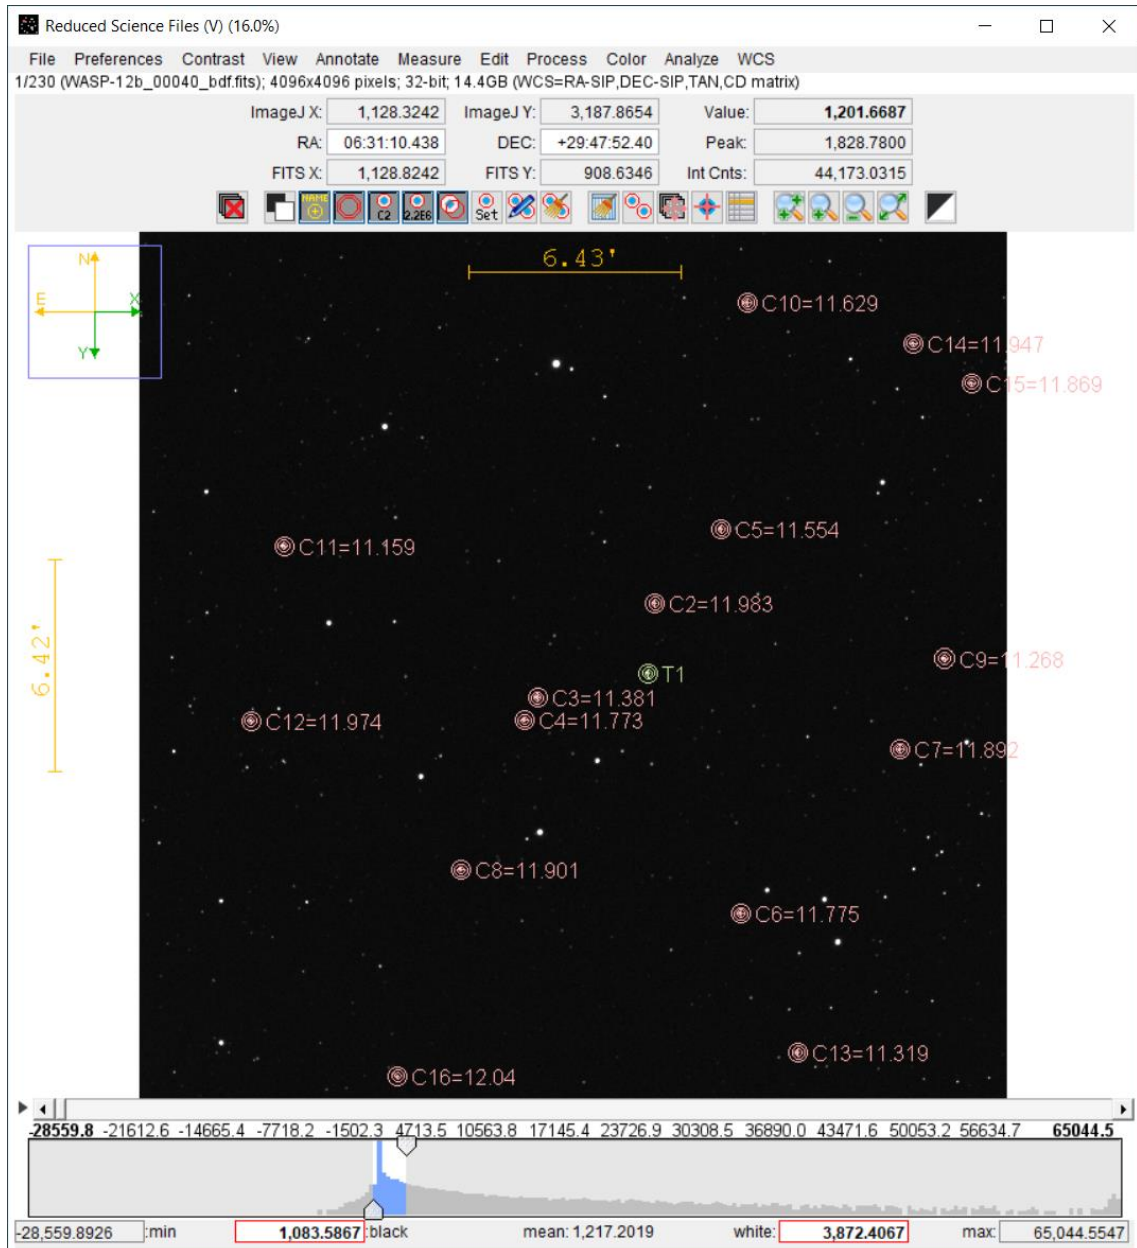 Reduced Science Files (V) (16.0%)
File Preferences Contrast View Annotate Measure Edit Process Color Analyze WCS
1/230 (WASP-12b_00040_bdf.fits); 4096x4096 pixels; 32-bit; 14.4GB (WCS=RA-SIP,DEC-SIP,TAN,CD matrix)
ImageJ X: 1,128.3242 ImageJ Y: 3,187.8654 Value: 1,201.6687
RA: 06:31:10.438 DEC: +29:47:52.40 Peak: 1,828.7800
FITS X: 1,128.8242 FITS Y: 908.6346 Int Cnts: 44,173.0315
NAME C2 2.2E6 Set
N
E X
Y
6.43'
C10=11.629
C14=11.947
C15=11.869
C5=11.554
C11=11.159
C2=11.983
6.42'
C9=11.268
T1
C3=11.381
C12=11.974 C4=11.773
C7=11.892
C8=11.901
C6=11.775
C13=11.319
C16=12.04
-28559.8 -21612.6 -14665.4 -7718.2 -1502.3 4713.5 10563.8 17145.4 23726.9 30308.5 36890.0 43471.6 50053.2 56634.7 65044.5
-28,559.8926 :min 1,083.5867 :black mean: 1,217.2019 white: 3,872.4067 max: 65,044.5547